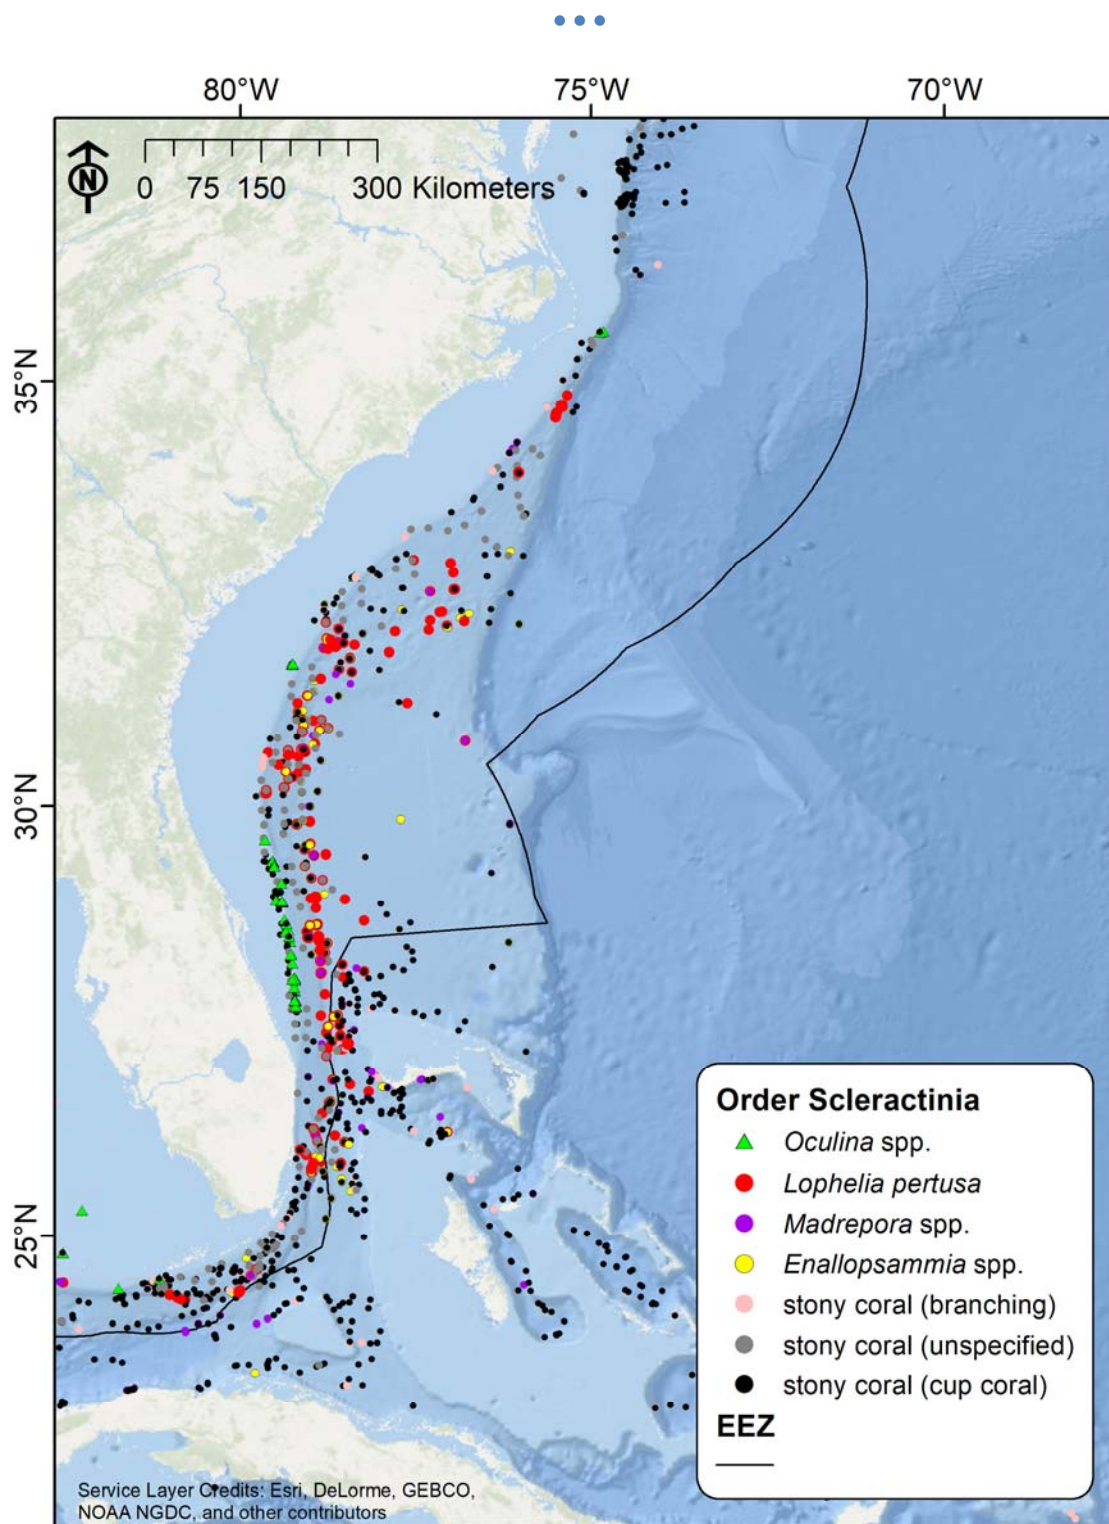 80°W 75°W 70°W
N
0 75 150 300 Kilometers
35°N
30°N
25°N
Order Scleractinia
Oculina spp.
Lophelia pertusa
Madrepora spp.
Enallopsammia spp.
stony coral (branching)
stony coral (unspecified)
stony coral (cup coral)
EEZ
Service Layer Credits: Esri, DeLorme, GEBCO,
NOAA NGDC, and other contributors